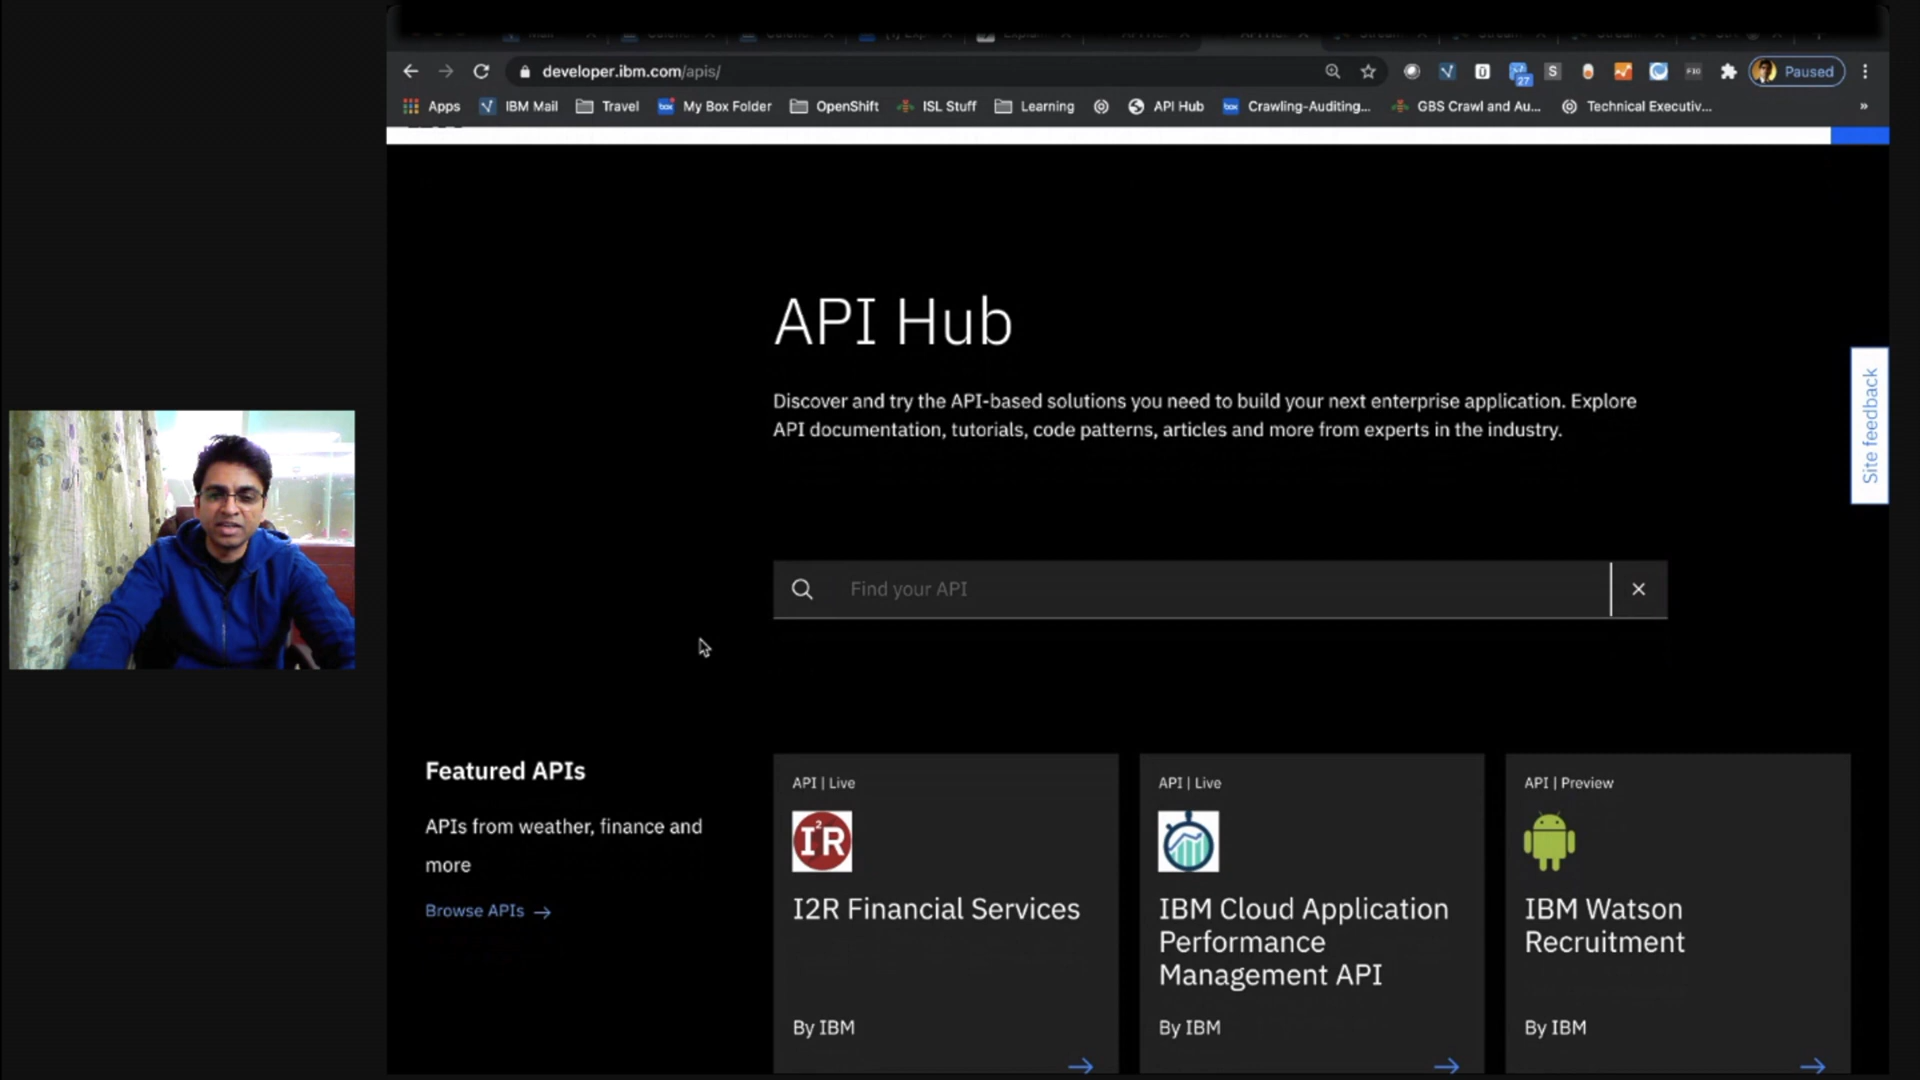 developer.ibm.com/apis/
27
S
Paused
Apps
IBM Mail
Travel
My Box Folder
OpenShift
ISL Stuff
Learning
API Hub
Crawling-Auditing...
GBS Crawl and Au...
Technical Executiv...
»
API Hub
Discover and try the API-based solutions you need to build your next enterprise application. Explore
API documentation, tutorials, code patterns, articles and more from experts in the industry.
Site feedback
Find your API
Featured APIs
APIs from weather, finance and
more
Browse APIs →
API | Live
I2R
I2R Financial Services
By IBM
API | Live
IBM Cloud Application
Performance
Management API
By IBM
API | Preview
IBM Watson
Recruitment
By IBM